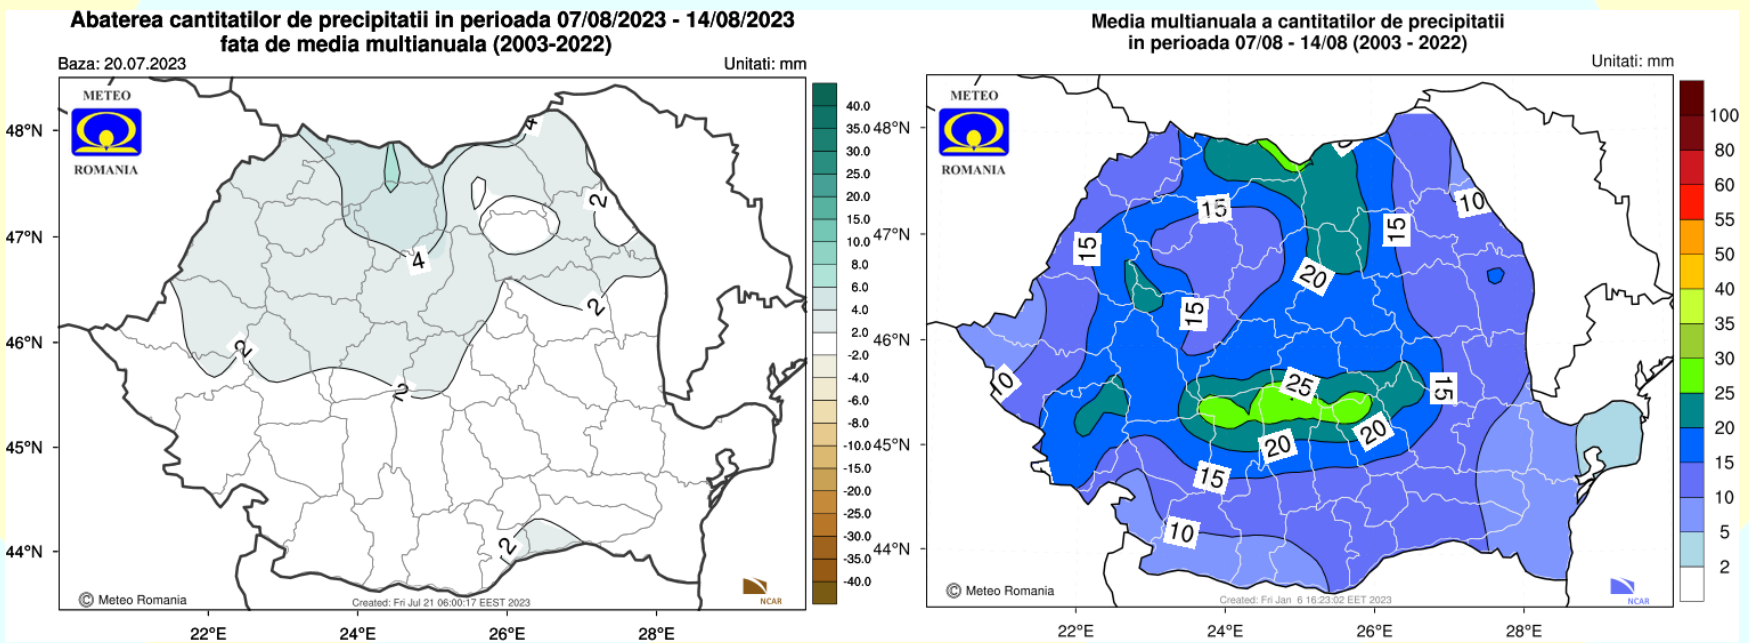 Abaterea cantitatilor de precipitatii in perioada 07/08/2023 - 14/08/2023
fata de media multianuala (2003-2022)
Baza: 20.07.2023
Unitati: mm
METEO
ROMANIA
48°N
47°N
46°N
45°N
44°N
22°E
24°E
26°E
28°E
4
2
4
2
2
2
2
40.0
35.0
30.0
25.0
20.0
15.0
10.0
8.0
6.0
4.0
2.0
-2.0
-4.0
-6.0
-8.0
-10.0
-15.0
-20.0
-25.0
-30.0
-35.0
-40.0
© Meteo Romania
Created: Fri Jul 21 06:00:17 EEST 2023
NCAR
Media multianuala a cantitatilor de precipitatii
in perioada 07/08 - 14/08 (2003 - 2022)
Unitati: mm
METEO
ROMANIA
48°N
47°N
46°N
45°N
44°N
22°E
24°E
26°E
28°E
15
10
15
15
20
15
10
25
15
20
20
15
10
100
80
60
55
50
40
35
30
25
20
15
10
5
2
© Meteo Romania
Created: Fri Jan 6 16:23:02 EET 2023
NCAR